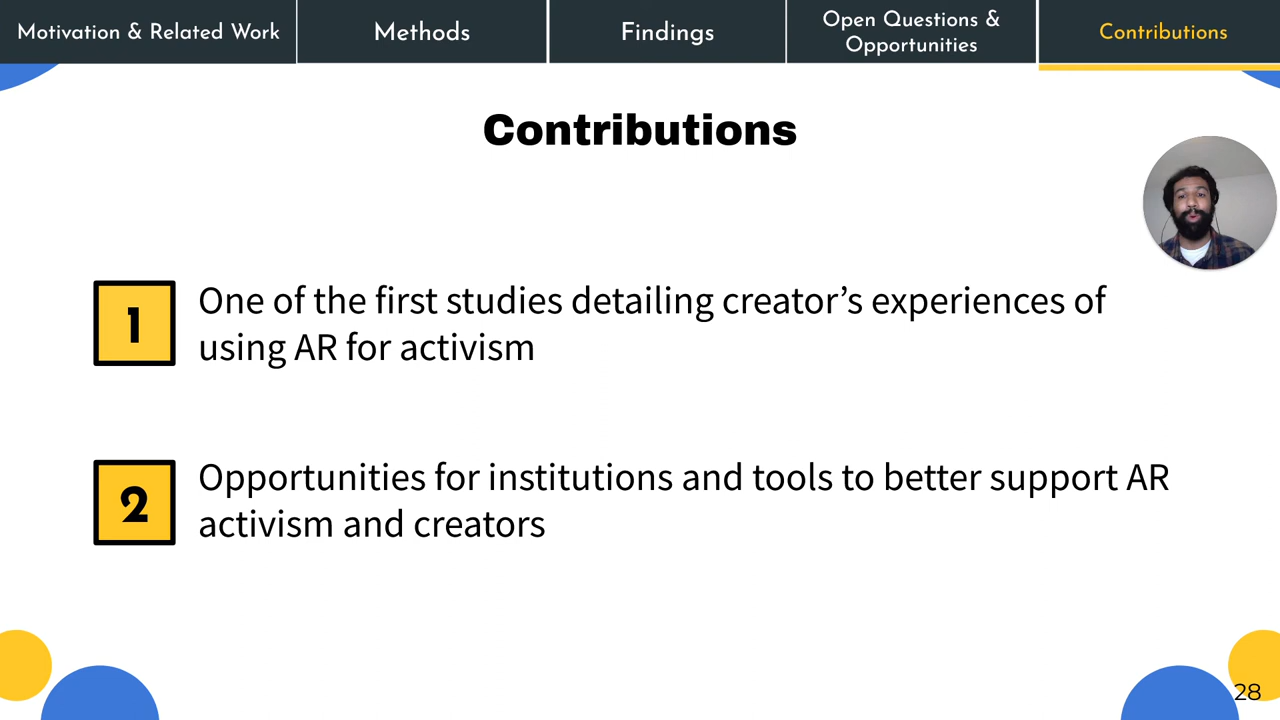 Motivation & Related Work
Methods
Findings
Open Questions &
Opportunities
Contributions
Contributions
1
One of the first studies detailing creator’s experiences of
using AR for activism
2
Opportunities for institutions and tools to better support AR
activism and creators
28